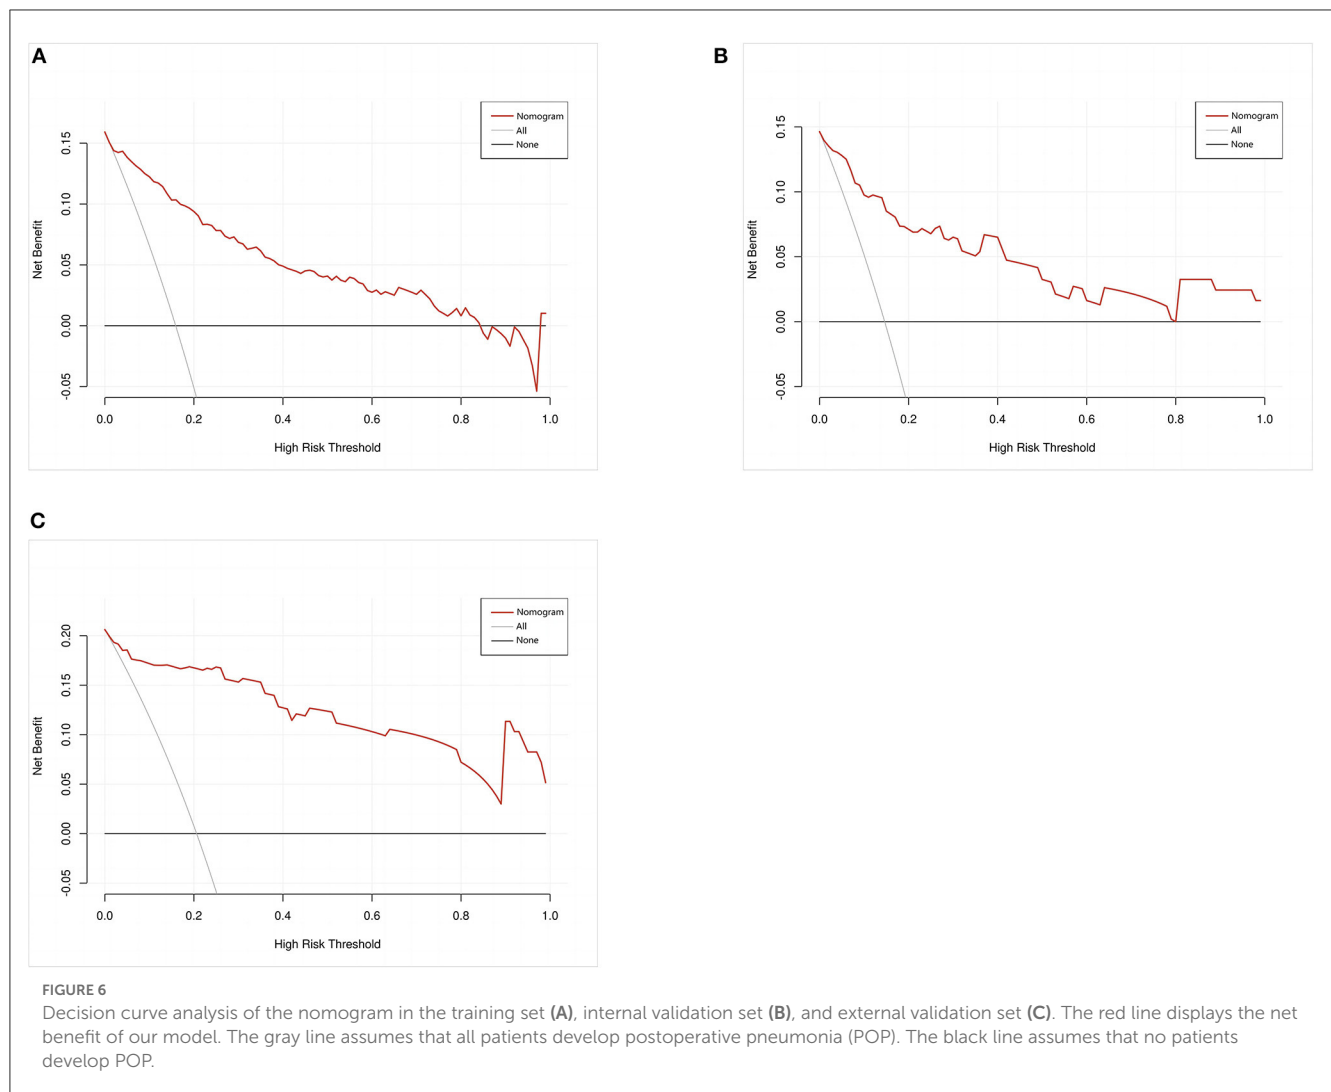 A
Nomogram
All
None
0.15
0.10
0.05
0.00
-0.05
Net Benefit
0.0 0.2 0.4 0.6 0.8 1.0
High Risk Threshold
B
Nomogram
All
None
0.15
0.10
0.05
0.00
-0.05
Net Benefit
0.0 0.2 0.4 0.6 0.8 1.0
High Risk Threshold
C
Nomogram
All
None
0.20
0.15
0.10
0.05
0.00
-0.05
Net Benefit
0.0 0.2 0.4 0.6 0.8 1.0
High Risk Threshold
FIGURE 6
Decision curve analysis of the nomogram in the training set (A), internal validation set (B), and external validation set (C). The red line displays the net
benefit of our model. The gray line assumes that all patients develop postoperative pneumonia (POP). The black line assumes that no patients
develop POP.